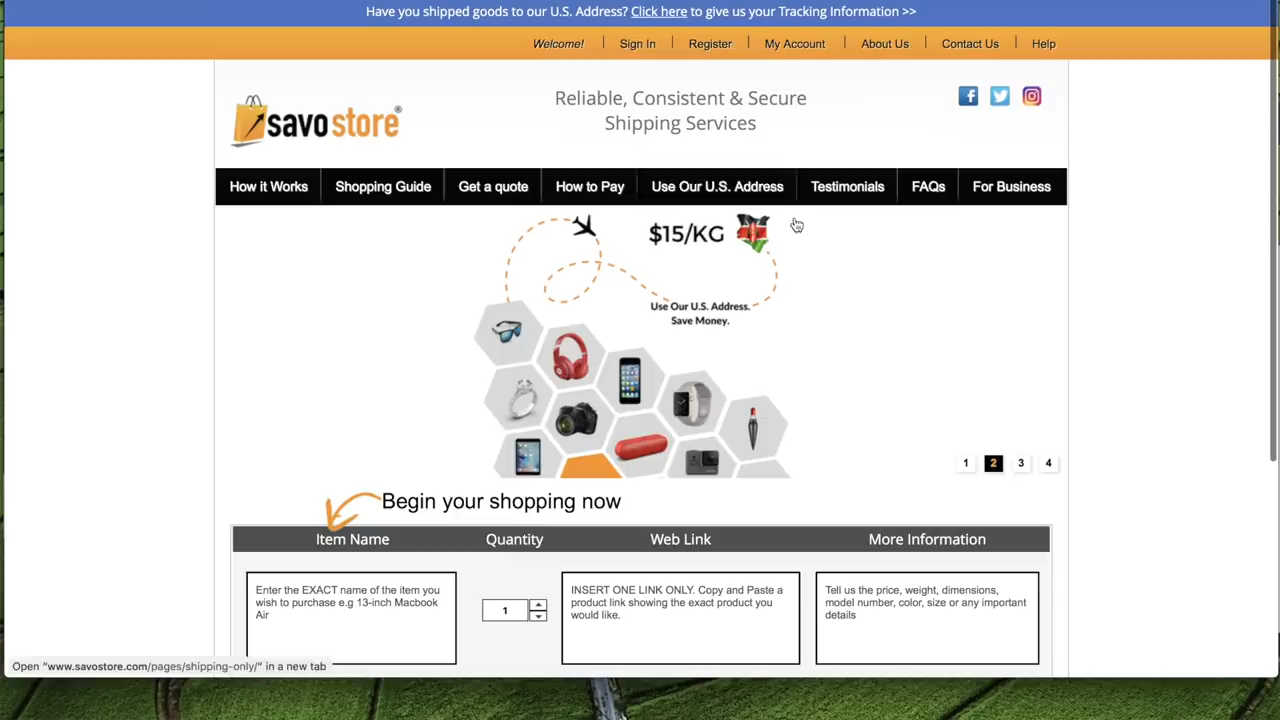 Have you shipped goods to our U.S. Address? Click here to give us your Tracking Information >>
Welcome! Sign In Register My Account About Us Contact Us Help
savostore®
Reliable, Consistent & Secure
Shipping Services
How it Works Shopping Guide Get a quote How to Pay Use Our U.S. Address Testimonials FAQs For Business
$15/KG
Use Our U.S. Address.
Save Money.
1 2 3 4
Begin your shopping now
Item Name Quantity Web Link More Information
Enter the EXACT name of the item you
wish to purchase e.g 13-inch Macbook
Air
1
INSERT ONE LINK ONLY. Copy and Paste a
product link showing the exact product you
would like.
Tell us the price, weight, dimensions,
model number, color, size or any important
details
Open "www.savostore.com/pages/shipping-only/" in a new tab